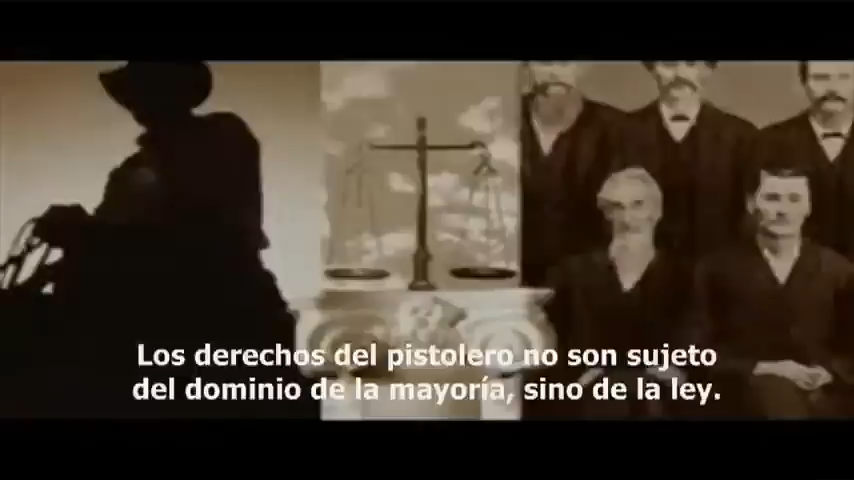 Los derechos del pistolero no son sujeto
del dominio de la mayoría, sino de la ley.